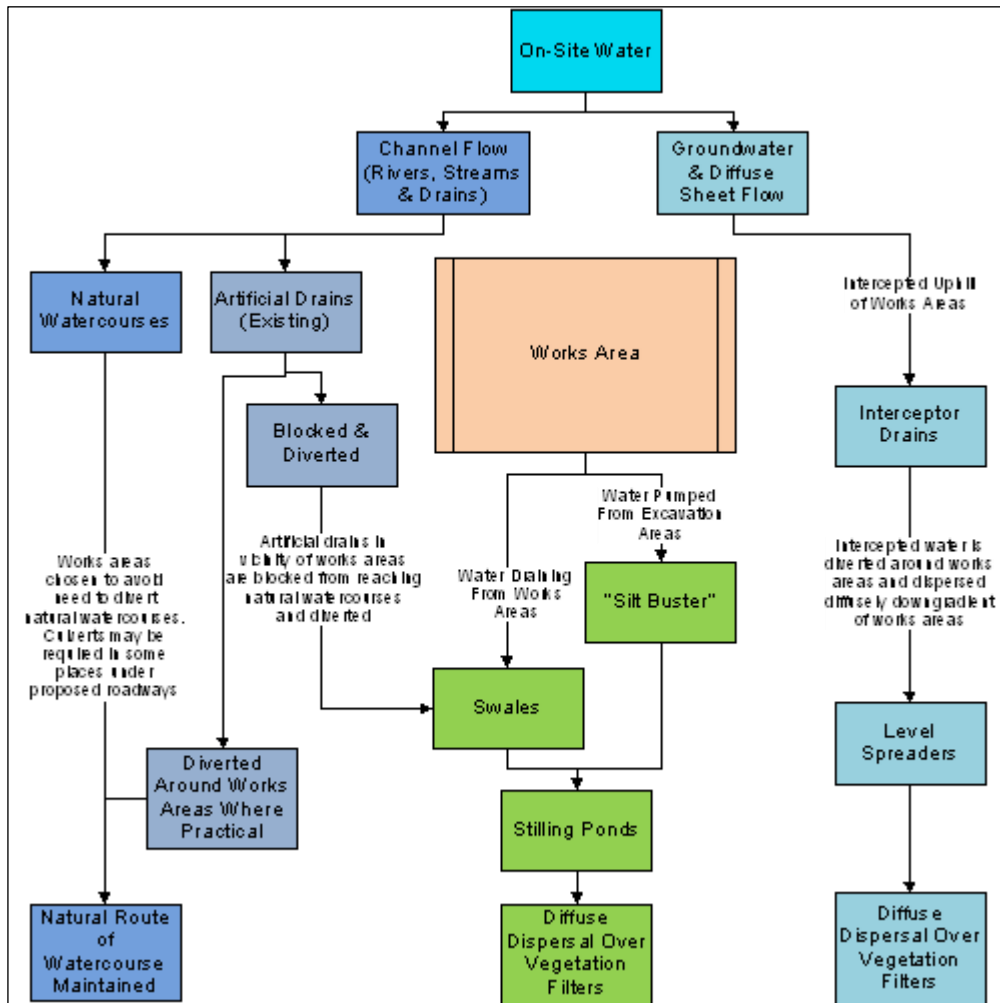 On-Site Water
Channel Flow
(Rivers, Streams
& Drains)
Groundwater
& Diffuse
Sheet Flow
Natural
Watercourses
Artificial Drains
(Existing)
Works Area
Intercepted Uphill
of Works Areas
Blocked &
Diverted
Interceptor
Drains
Works areas
chosen to avoid
need to divert
natural watercourses.
Culverts may be
required in some
places under
proposed roadways
Artificial drains in
vicinity of works areas
are blocked from reaching
natural watercourses
and diverted
Water Draining
From Works
Areas
Water Pumped
From Excavation
Areas
Intercepted water is
diverted around works
areas and dispersed
diffusely downgradient
of works areas
"Silt Buster"
Swales
Level
Spreaders
Diverted
Around Works
Areas Where
Practical
Stilling Ponds
Natural Route
of
Watercourse
Maintained
Diffuse
Dispersal Over
Vegetation
Filters
Diffuse
Dispersal Over
Vegetation
Filters